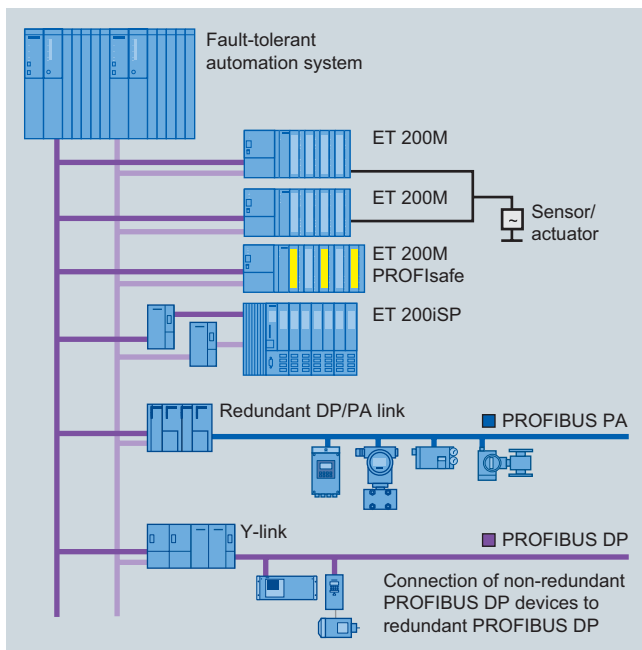 Fault-tolerant
automation system
ET 200M
ET 200M
Sensor/
actuator
~
ET 200M
PROFIsafe
ET 200iSP
Redundant DP/PA link
PROFIBUS PA
Y-link
PROFIBUS DP
Connection of non-redundant
PROFIBUS DP devices to
redundant PROFIBUS DP